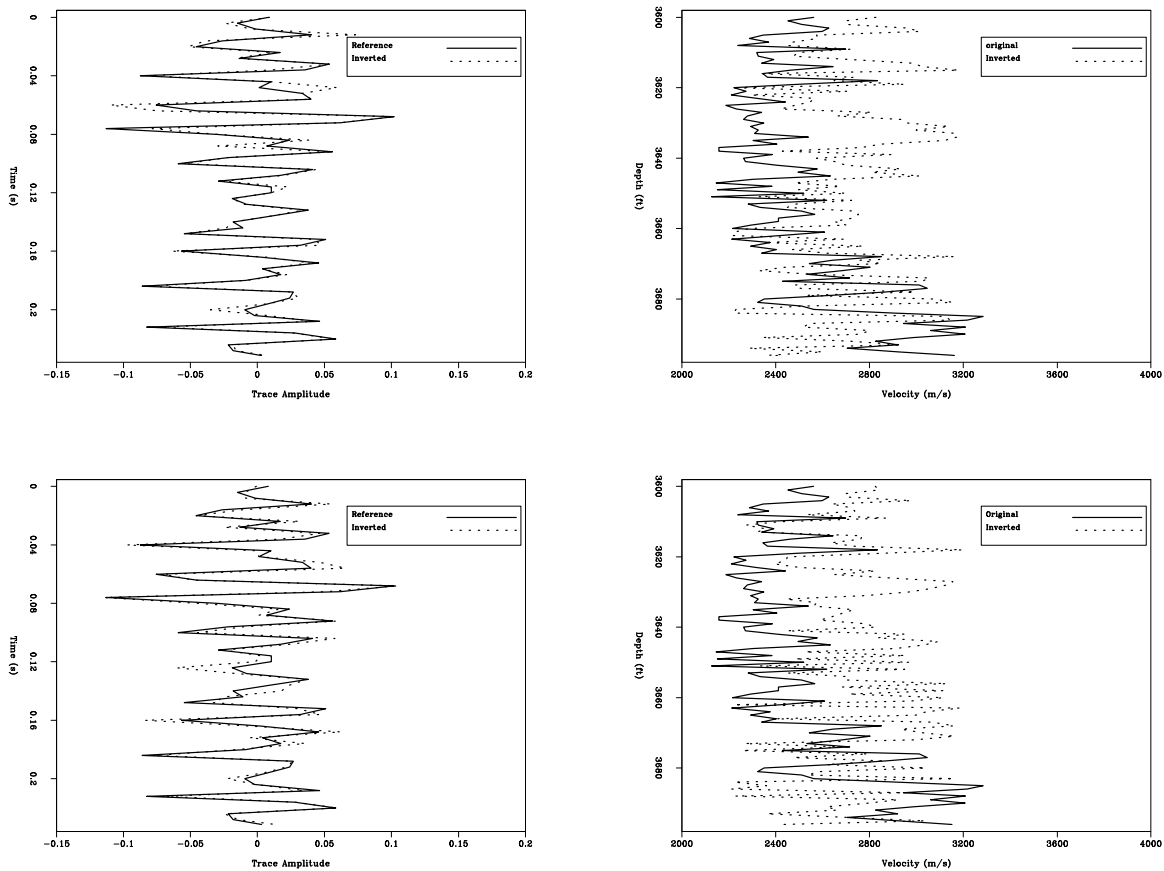 0
0.04
0.08
0.12
0.16
0.2
Time (s)
Reference
Inverted
-0.15 -0.1 -0.05 0 0.05 0.1 0.15 0.2
Trace Amplitude
3600
3620
3640
3660
3680
Depth (ft)
original
Inverted
2000 2400 2800 3200 3600 4000
Velocity (m/s)
0
0.04
0.08
0.12
0.16
0.2
Time (s)
Reference
Inverted
-0.15 -0.1 -0.05 0 0.05 0.1 0.15 0.2
Trace Amplitude
3600
3620
3640
3660
3680
Depth (ft)
Original
Inverted
2000 2400 2800 3200 3600 4000
Velocity (m/s)